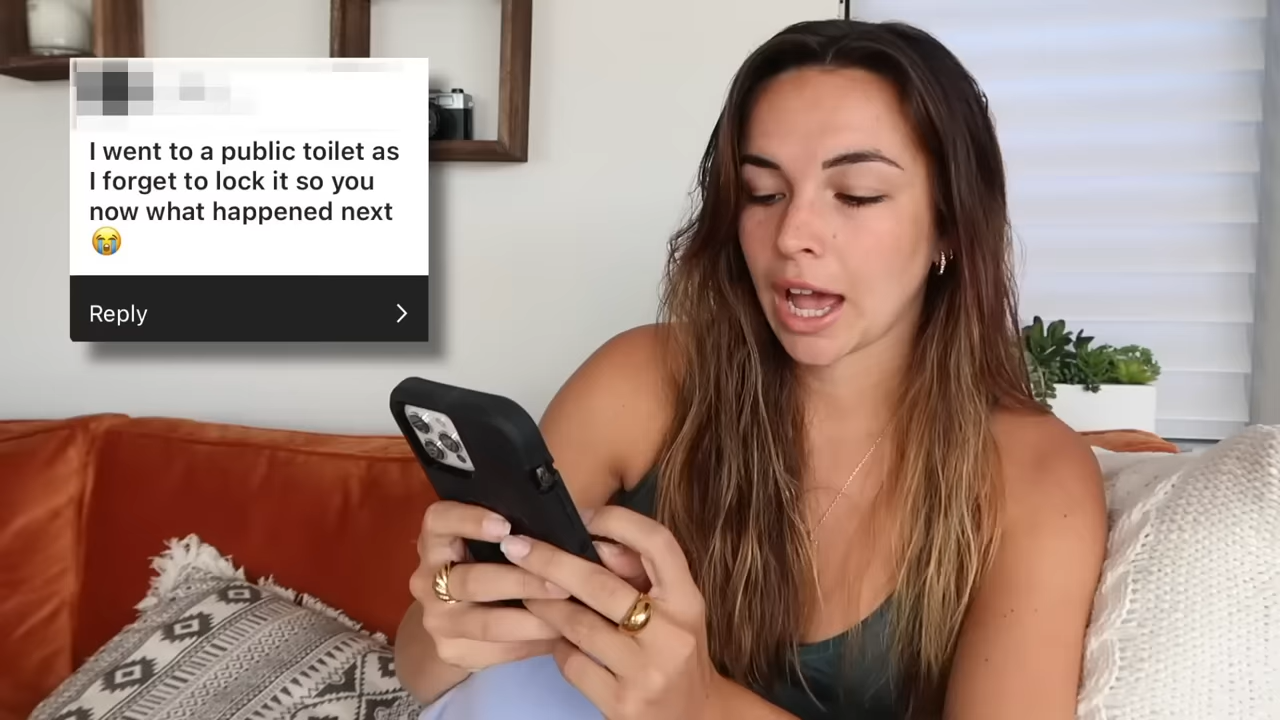 I went to a public toilet as
I forget to lock it so you
now what happened next
😭
Reply